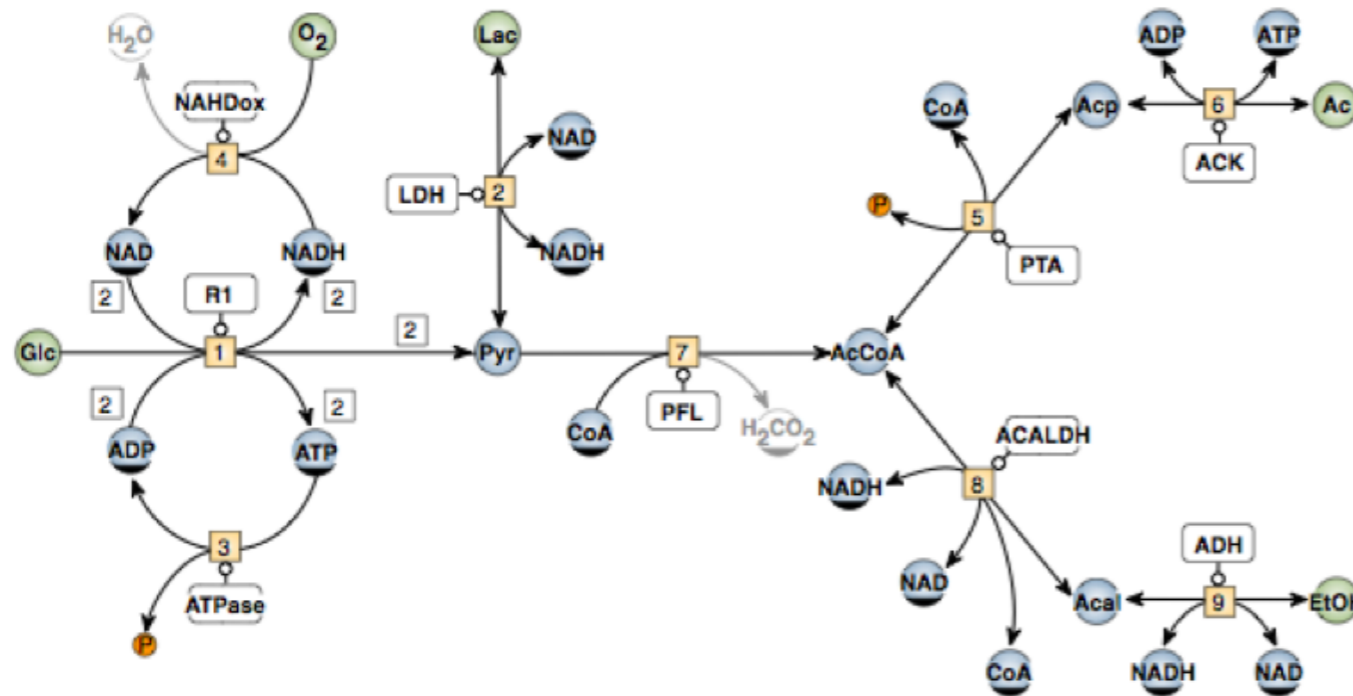 H2O
O2
Lac
ADP
ATP
NAHDox
CoA
Acp
6
Ac
4
NAD
ACK
LDH
2
P
5
NAD
NADH
NADH
PTA
2
R1
2
2
Glc
1
Pyr
7
AcCoA
2
2
PFL
CoA
H2CO2
ACALDH
ADP
ATP
NADH
8
3
ADH
ATPase
NAD
Acal
9
EtOH
P
CoA
NADH
NAD